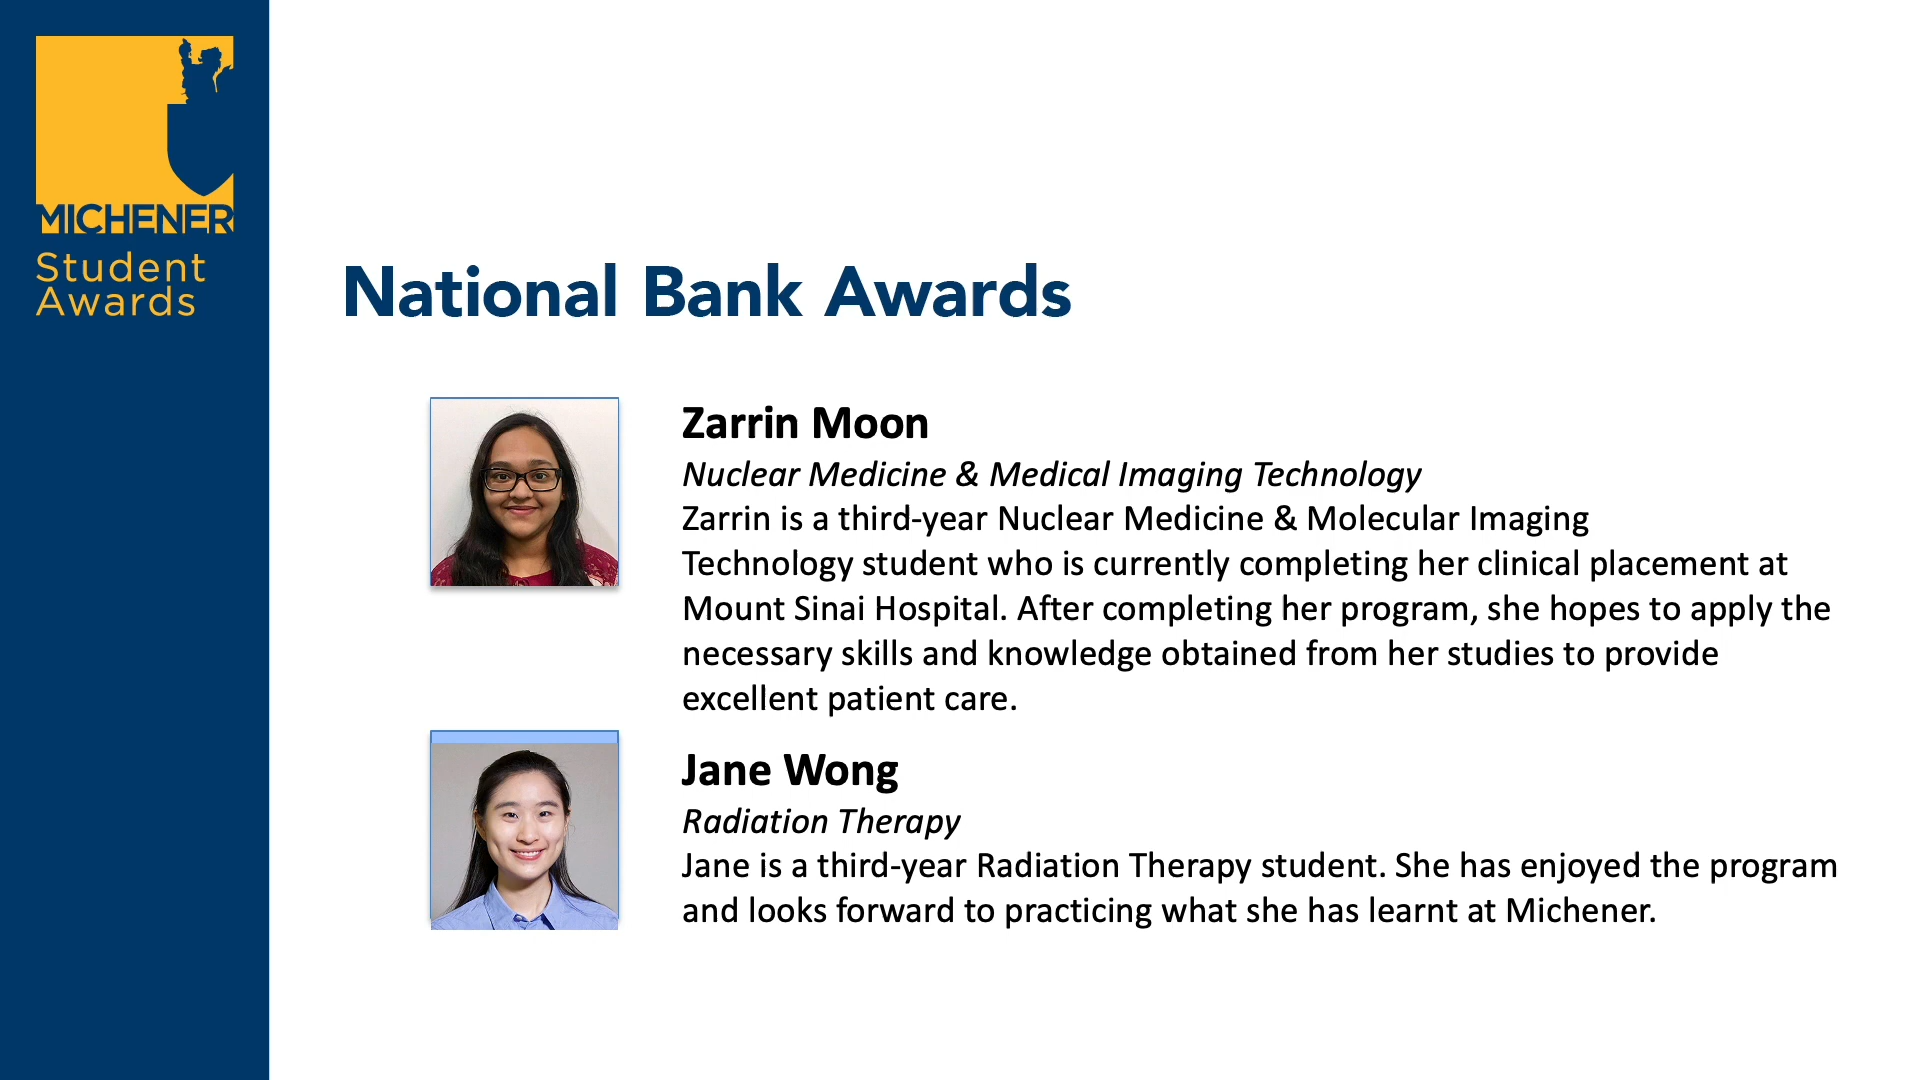 MICHENER
Student
Awards
National Bank Awards
Zarrin Moon
Nuclear Medicine & Medical Imaging Technology
Zarrin is a third-year Nuclear Medicine & Molecular Imaging
Technology student who is currently completing her clinical placement at
Mount Sinai Hospital. After completing her program, she hopes to apply the
necessary skills and knowledge obtained from her studies to provide
excellent patient care.
Jane Wong
Radiation Therapy
Jane is a third-year Radiation Therapy student. She has enjoyed the program
and looks forward to practicing what she has learnt at Michener.